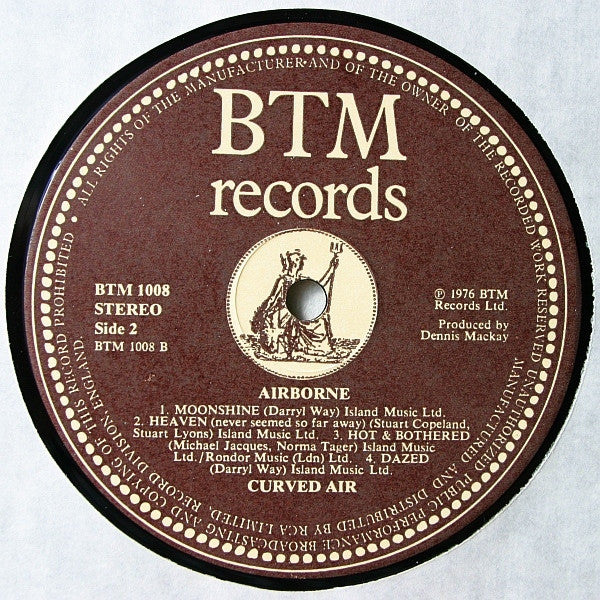 BTM
records
BTM 1008
STEREO
Side 2
BTM 1008 B
℗ 1976 BTM
Records Ltd.
Produced by
Dennis Mackay
AIRBORNE
1. MOONSHINE (Darryl Way) Island Music Ltd.
2. HEAVEN (never seemed so far away) (Stuart Copeland,
Stuart Lyons) Island Music Ltd. 3. HOT & BOTHERED
(Michael Jacques, Norma Tager) Island Music
Ltd./Rondor Music (Ldn) Ltd. 4. DAZED
(Darryl Way) Island Music Ltd.
CURVED AIR
• ALL RIGHTS OF THE MANUFACTURER AND OF THE OWNER OF THE RECORDED WORK RESERVED UNAUTHORIZED PUBLIC PERFORMANCE BROADCASTING AND COPYING OF THIS RECORD PROHIBITED •
MANUFACTURED AND DISTRIBUTED BY RCA LIMITED, RECORD DIVISION, ENGLAND.